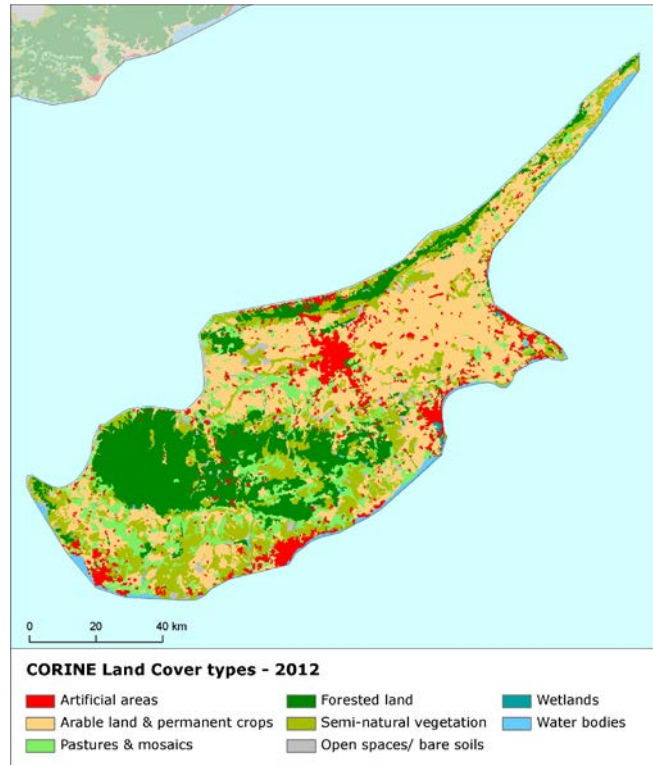 0 20 40 km
CORINE Land Cover types - 2012
Artificial areas
Forested land
Wetlands
Arable land & permanent crops
Semi-natural vegetation
Water bodies
Pastures & mosaics
Open spaces/ bare soils